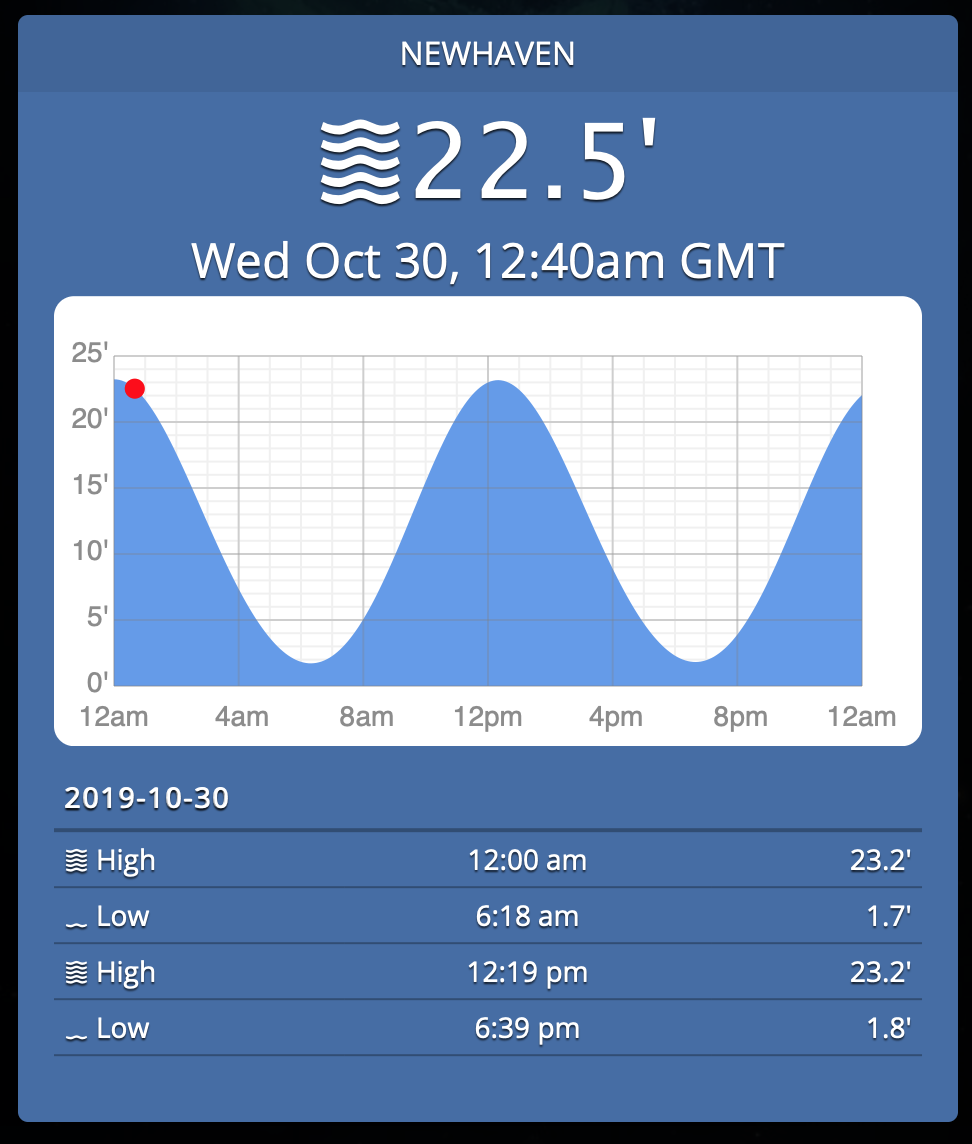 NEWHAVEN
22.5'
Wed Oct 30, 12:40am GMT
25'
20'
15'
10'
5'
0'
12am 4am 8am 12pm 4pm 8pm 12am
2019-10-30
High 12:00 am 23.2'
Low 6:18 am 1.7'
High 12:19 pm 23.2'
Low 6:39 pm 1.8'